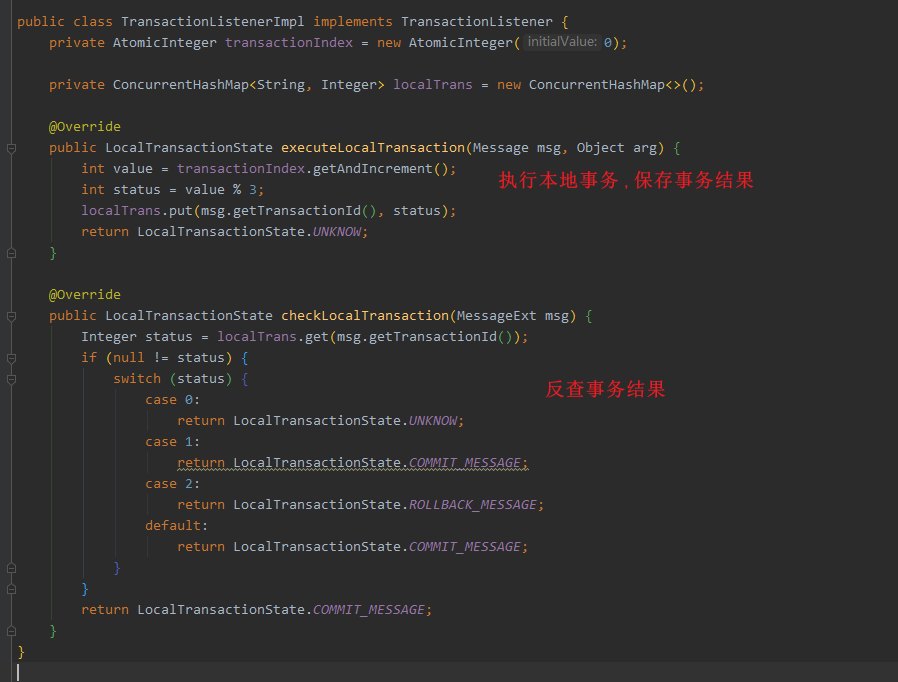 public class TransactionListenerImpl implements TransactionListener {
    private AtomicInteger transactionIndex = new AtomicInteger( initialValue: 0);
    private ConcurrentHashMap<String, Integer> localTrans = new ConcurrentHashMap<>();
    @Override
    public LocalTransactionState executeLocalTransaction(Message msg, Object arg) {
        int value = transactionIndex.getAndIncrement();
执行本地事务,保存事务结果
        int status = value % 3;
        localTrans.put(msg.getTransactionId(), status);
        return LocalTransactionState.UNKNOW;
    }
    @Override
    public LocalTransactionState checkLocalTransaction(MessageExt msg) {
        Integer status = localTrans.get(msg.getTransactionId());
        if (null != status) {
            switch (status) {
反查事务结果
                case 0:
                    return LocalTransactionState.UNKNOW;
                case 1:
                    return LocalTransactionState.COMMIT_MESSAGE;
                case 2:
                    return LocalTransactionState.ROLLBACK_MESSAGE;
                default:
                    return LocalTransactionState.COMMIT_MESSAGE;
            }
        }
        return LocalTransactionState.COMMIT_MESSAGE;
    }
}